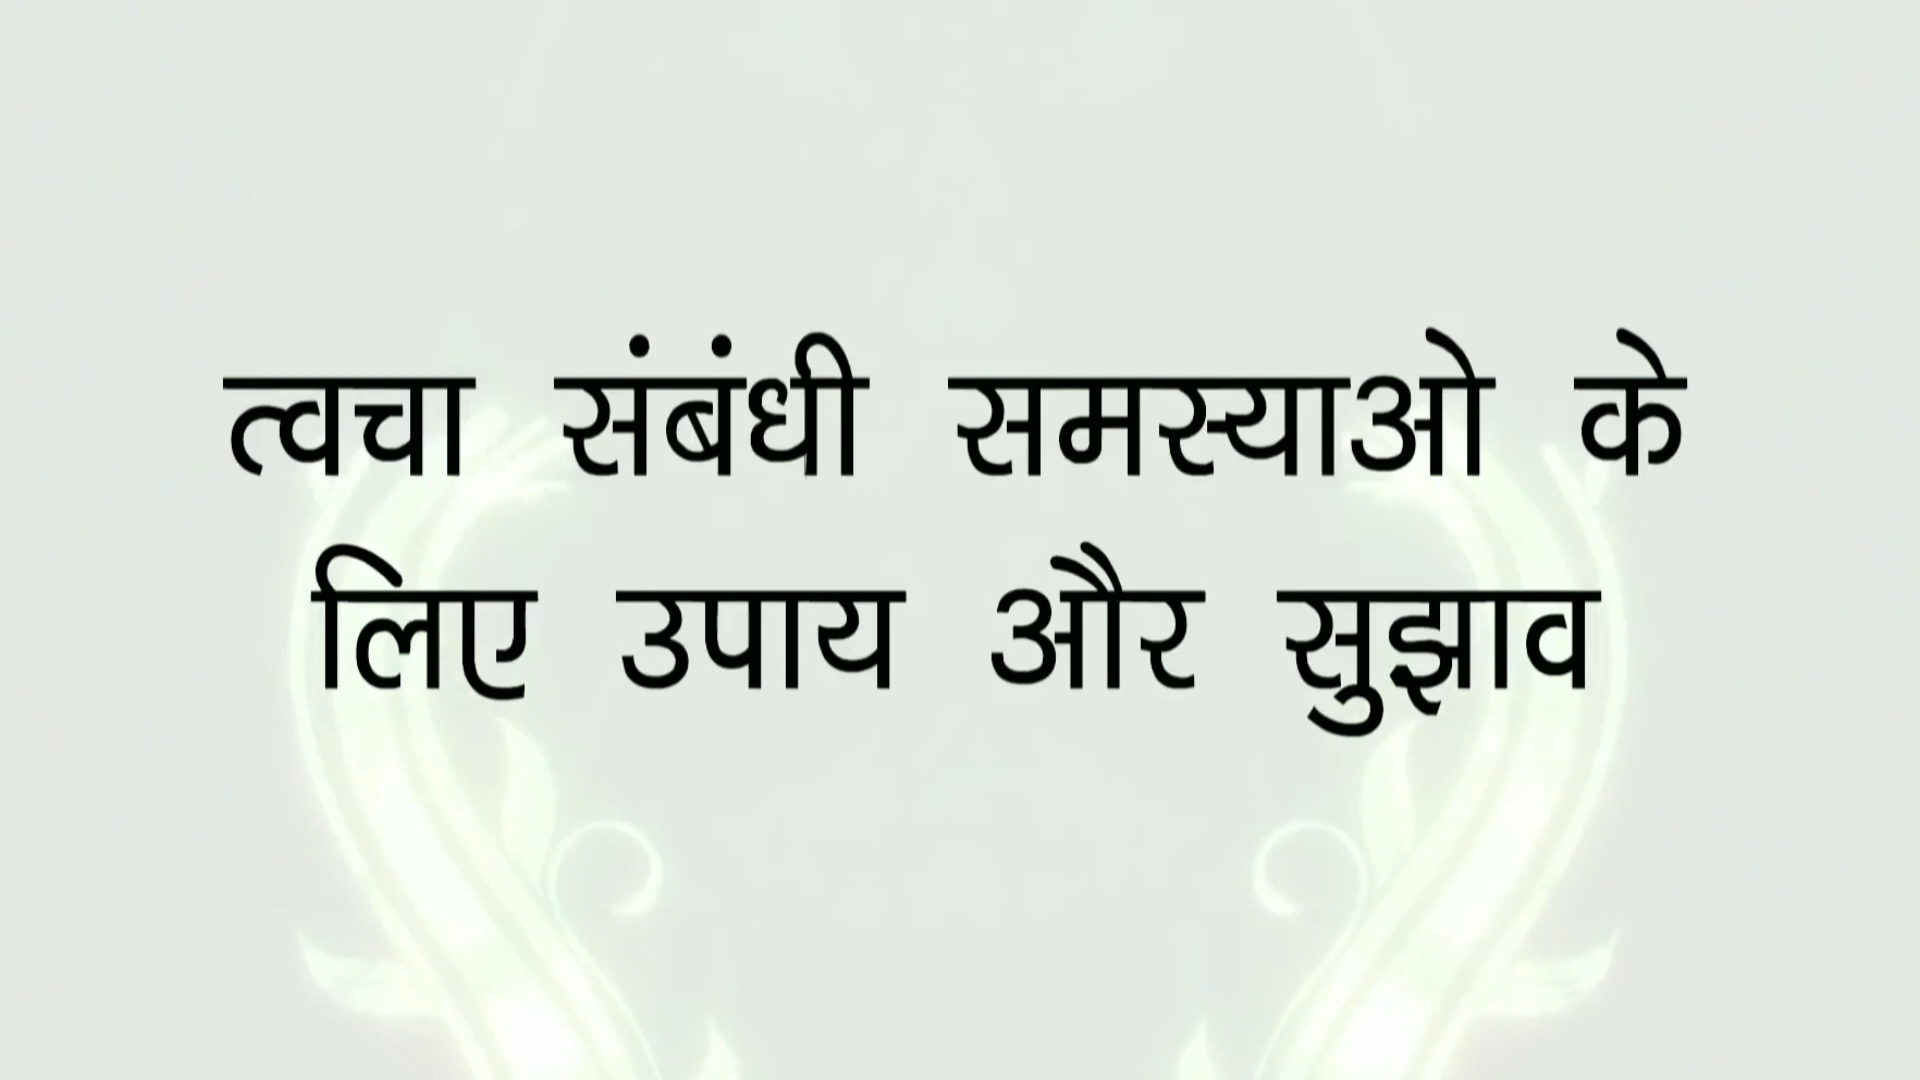 त्वचा संबंधी समस्याओ के
लिए उपाय और सुझाव